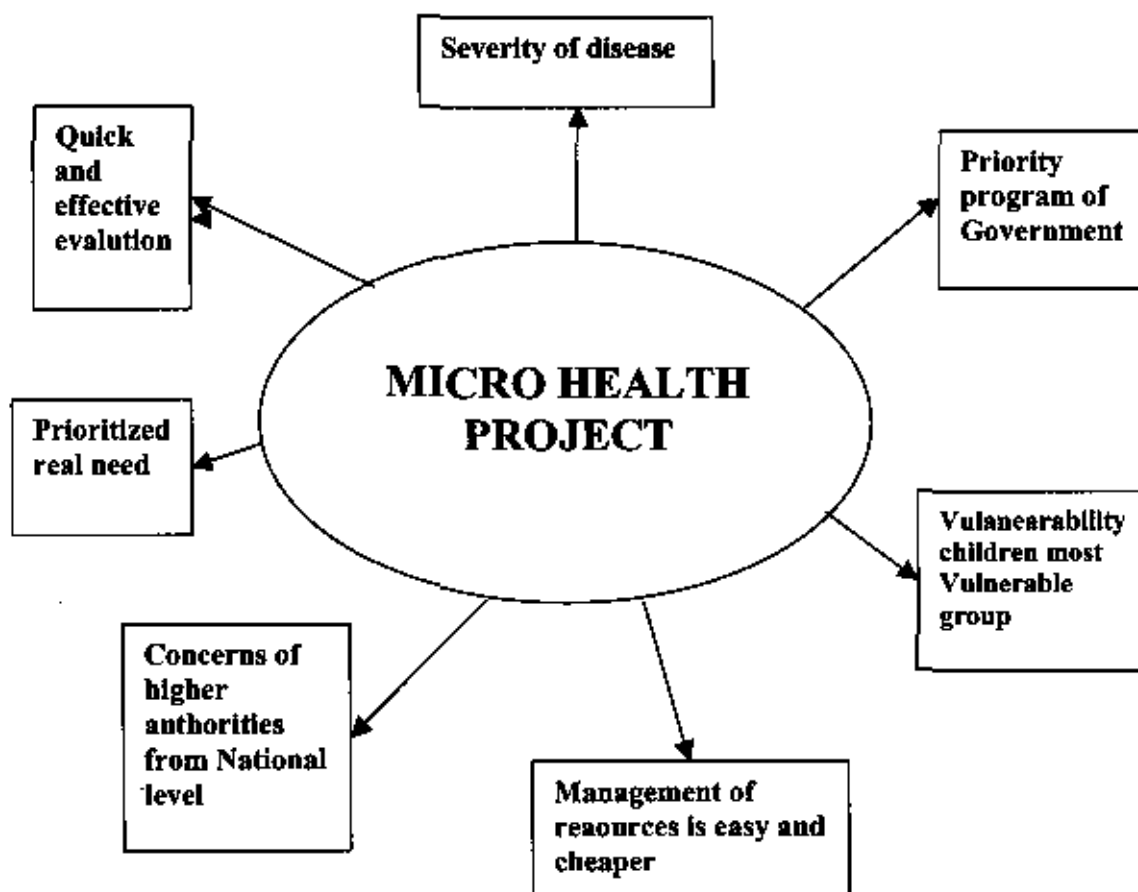 Severity of disease
Quick
and
effective
evalution
Priority
program of
Government
MICRO HEALTH
PROJECT
Prioritized
real need
Vulanearability
children most
Vulnerable
group
Concerns of
higher
anthorities
from National
level
Management of
reaources is easy and
cheaper